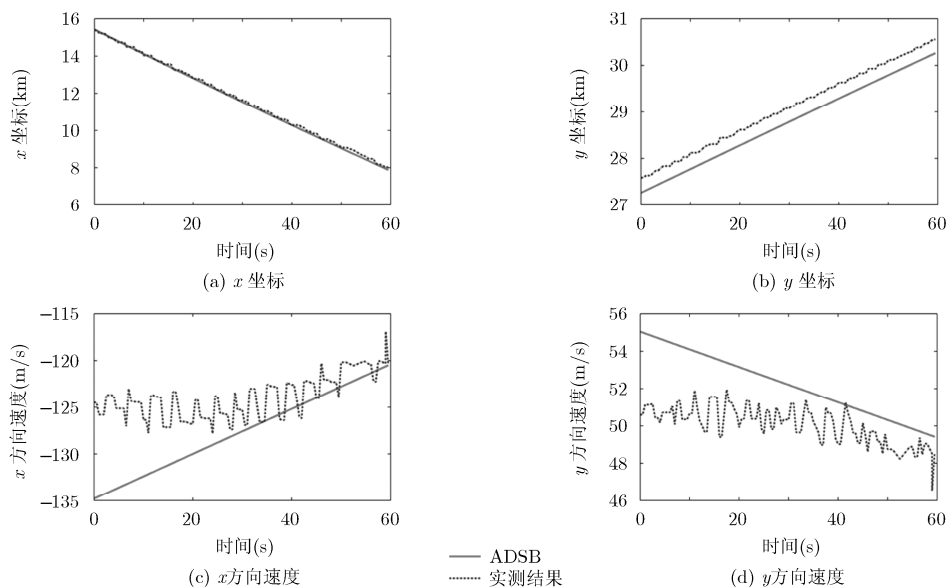 16
14
12
10
8
6
x 坐标(km)
0 20 40 60
时间(s)
(a) x 坐标
31
30
29
28
27
y 坐标(km)
0 20 40 60
时间(s)
(b) y 坐标
−115
−120
−125
−130
−135
x 方向速度(m/s)
0 20 40 60
时间(s)
(c) x方向速度
56
54
52
50
48
46
y 方向速度(m/s)
0 20 40 60
时间(s)
(d) y方向速度
ADSB
实测结果